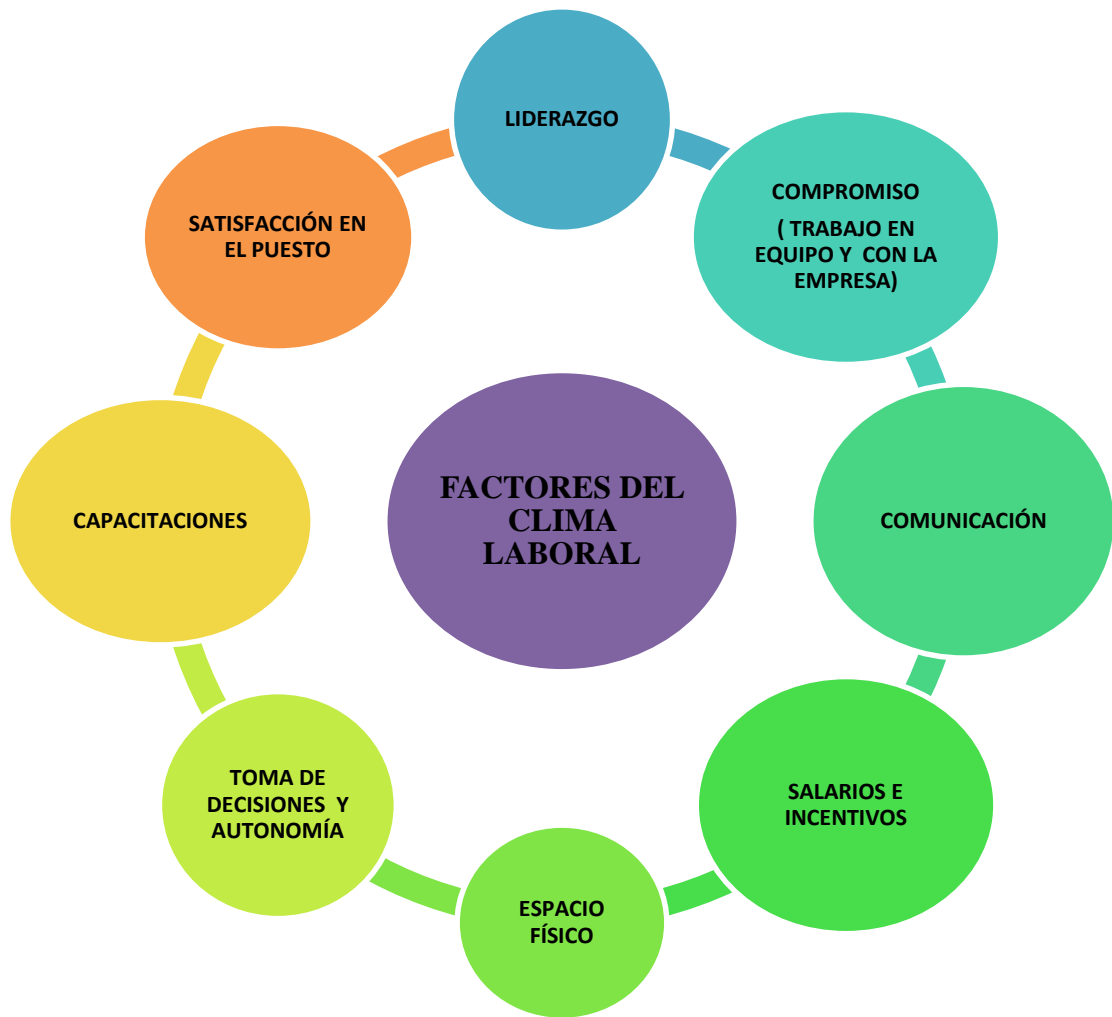 LIDERAZGO
COMPROMISO
( TRABAJO EN
EQUIPO Y CON LA
EMPRESA)
COMUNICACIÓN
SALARIOS E
INCENTIVOS
ESPACIO
FÍSICO
TOMA DE
DECISIONES Y
AUTONOMÍA
CAPACITACIONES
SATISFACCIÓN EN
EL PUESTO
FACTORES DEL
CLIMA
LABORAL